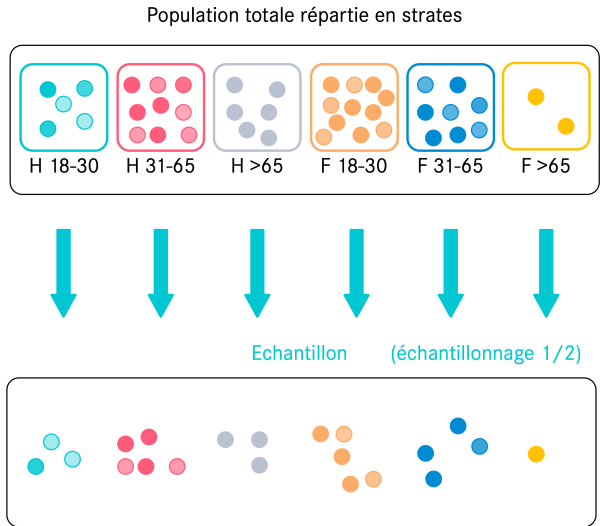 Population totale répartie en strates
H 18-30 H 31-65 H >65 F 18-30 F 31-65 F >65
Echantillon (échantillonnage 1/2)